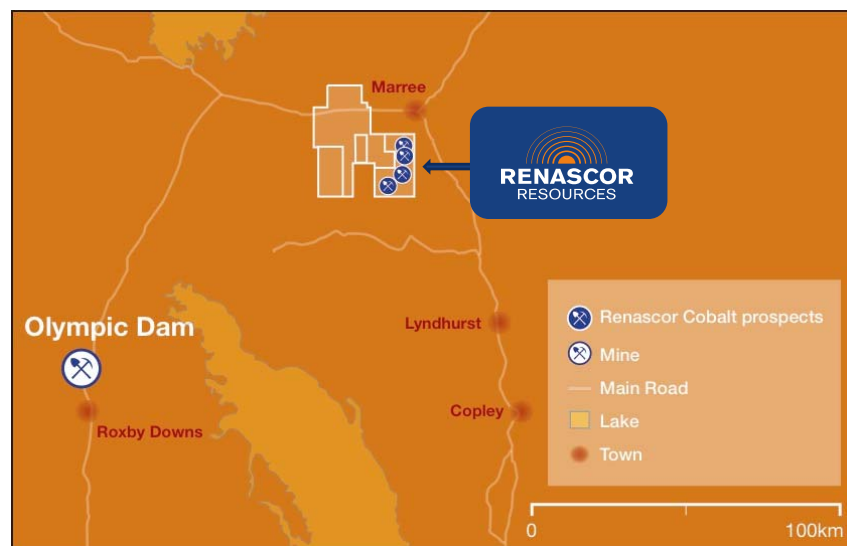 Marree
RENASCOR
RESOURCES
Olympic Dam
Lyndhurst
Copley
Roxby Downs
Renascor Cobalt prospects
Mine
Main Road
Lake
Town
0
100km